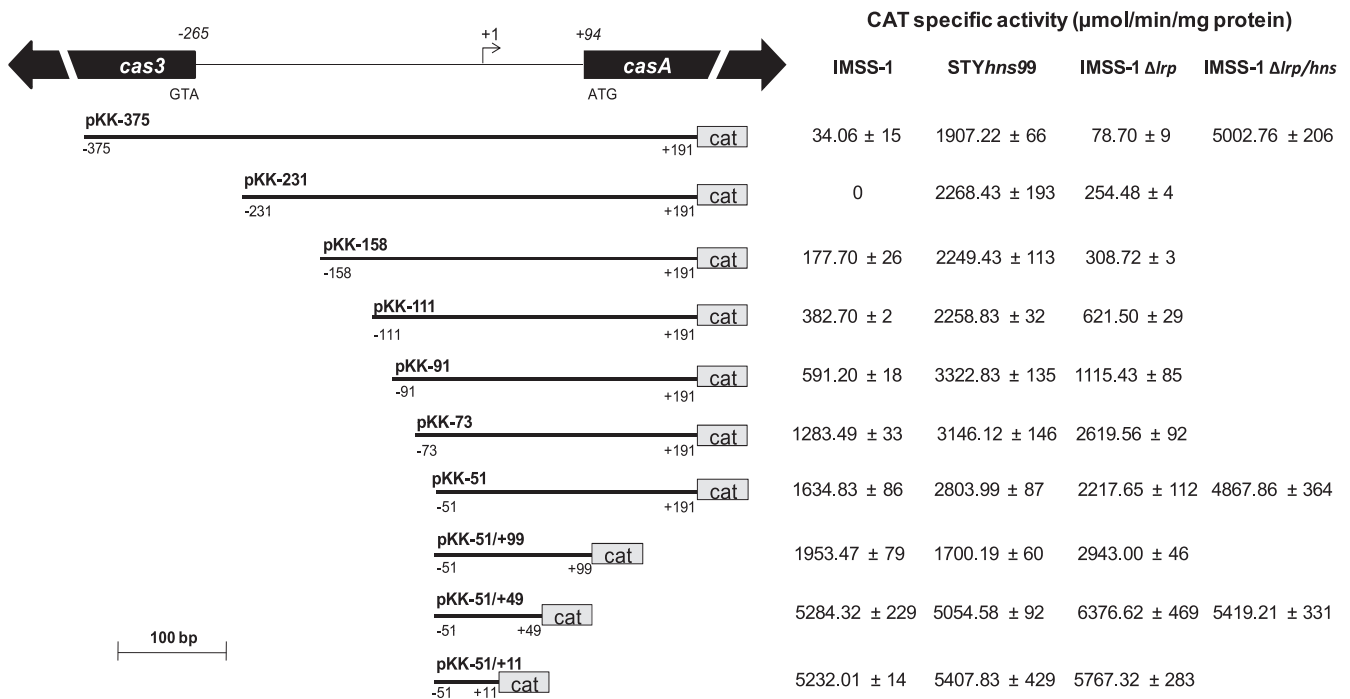 CAT specific activity (μmol/min/mg protein)
-265 +1 +94
cas3 casA IMSS-1 STYhns99 IMSS-1 Δlrp IMSS-1 Δlrp/hns
GTA ATG
pKK-375
cat 34.06 ± 15 1907.22 ± 66 78.70 ± 9 5002.76 ± 206
-375 +191
pKK-231
cat 0 2268.43 ± 193 254.48 ± 4
-231 +191
pKK-158
cat 177.70 ± 26 2249.43 ± 113 308.72 ± 3
-158 +191
pKK-111
cat 382.70 ± 2 2258.83 ± 32 621.50 ± 29
-111 +191
pKK-91
cat 591.20 ± 18 3322.83 ± 135 1115.43 ± 85
-91 +191
pKK-73
cat 1283.49 ± 33 3146.12 ± 146 2619.56 ± 92
-73 +191
pKK-51
cat 1634.83 ± 86 2803.99 ± 87 2217.65 ± 112 4867.86 ± 364
-51 +191
pKK-51/+99
cat 1953.47 ± 79 1700.19 ± 60 2943.00 ± 46
-51 +99
pKK-51/+49
cat 5284.32 ± 229 5054.58 ± 92 6376.62 ± 469 5419.21 ± 331
-51 +49
100 bp
pKK-51/+11
cat 5232.01 ± 14 5407.83 ± 429 5767.32 ± 283
-51 +11